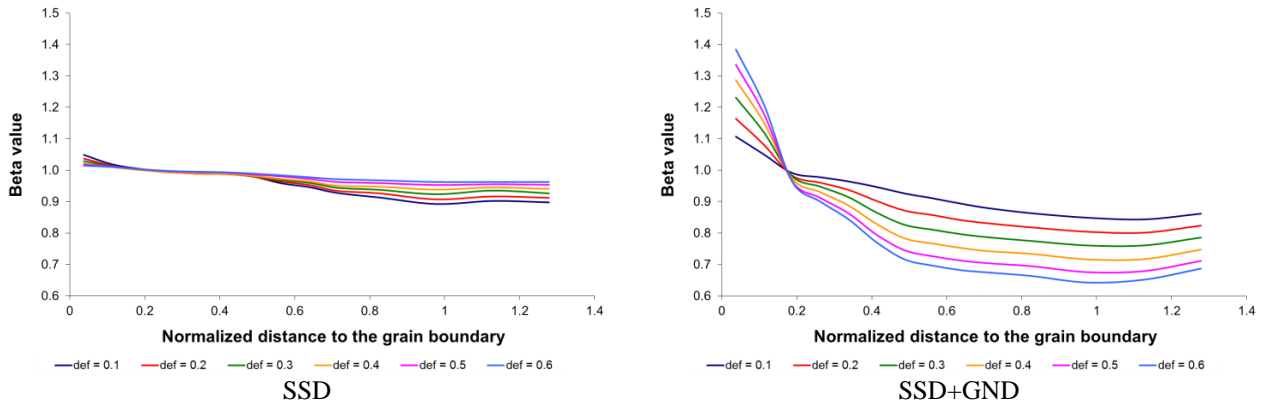 1.5
1.4
1.3
1.2
1.1
1.0
0.9
0.8
0.7
0.6
Beta value
0 0.2 0.4 0.6 0.8 1 1.2 1.4
Normalized distance to the grain boundary
def = 0.1 def = 0.2 def = 0.3 def = 0.4 def = 0.5 def = 0.6
SSD
1.5
1.4
1.3
1.2
1.1
1.0
0.9
0.8
0.7
0.6
Beta value
0 0.2 0.4 0.6 0.8 1 1.2 1.4
Normalized distance to the grain boundary
def = 0.1 def = 0.2 def = 0.3 def = 0.4 def = 0.5 def = 0.6
SSD+GND